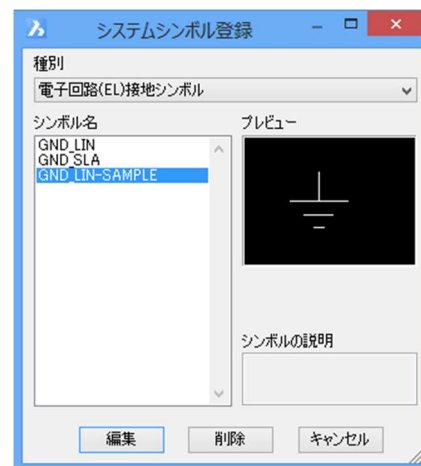 システムシンボル登録
種別
電子回路(EL)接地シンボル
シンボル名
GND_LIN
GND_SLA
GND_LIN-SAMPLE
プレビュー
シンボルの説明
編集
削除
キャンセル